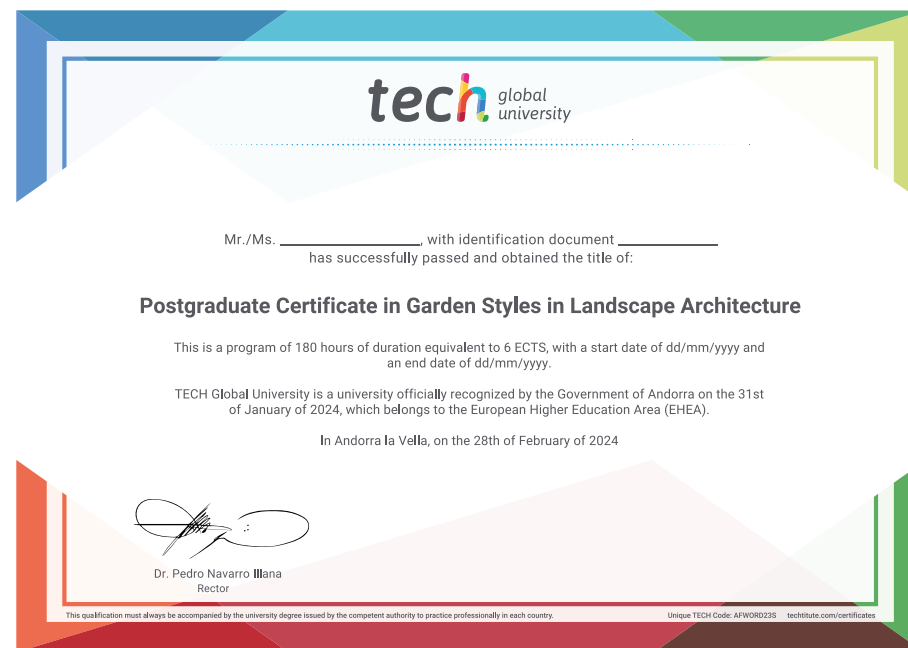 tech global
university
Mr./Ms. ____________, with identification document ____________
has successfully passed and obtained the title of:
Postgraduate Certificate in Garden Styles in Landscape Architecture
This is a program of 180 hours of duration equivalent to 6 ECTS, with a start date of dd/mm/yyyy and
an end date of dd/mm/yyyy.
TECH Global University is a university officially recognized by the Government of Andorra on the 31st
of January of 2024, which belongs to the European Higher Education Area (EHEA).
In Andorra la Vella, on the 28th of February of 2024
Dr. Pedro Navarro Illana
Rector
This qualification must always be accompanied by the university degree issued by the competent authority to practice professionally in each country. Unique TECH Code: AFWORD23S techtitute.com/certificates